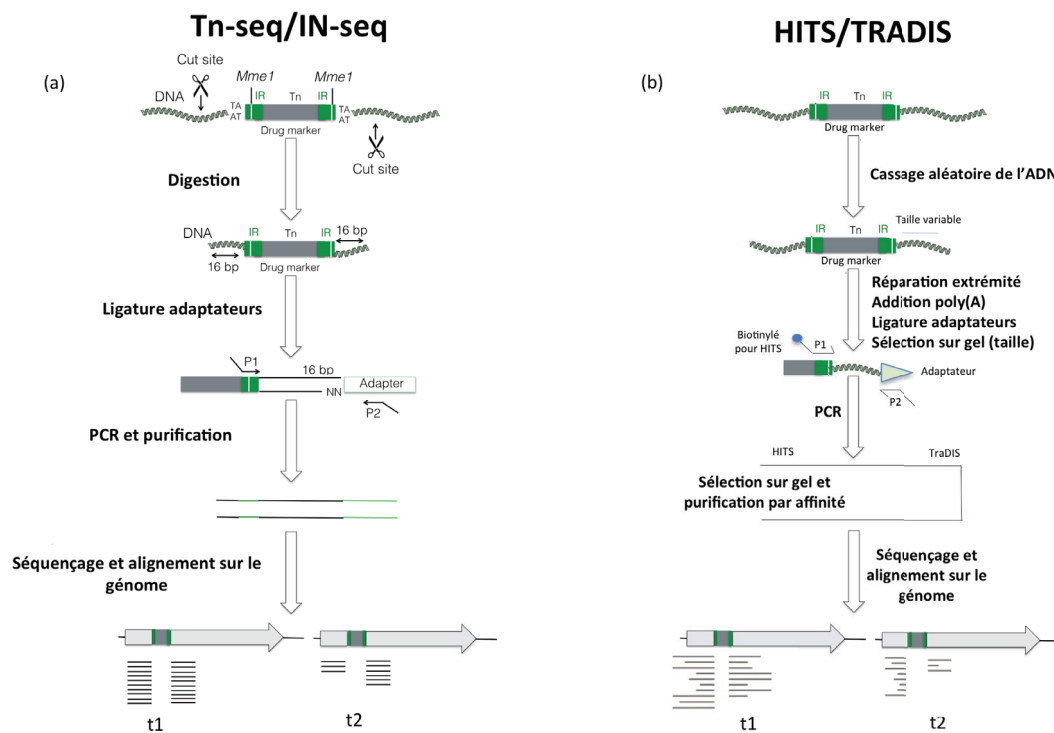 Tn-seq/IN-seq
(a)
Cut site
Mme1
Mme1
DNA
TA
AT
IR
Tn
IR
TA
AT
Drug marker
Cut site
Digestion
DNA
IR
Tn
IR
16 bp
16 bp
Drug marker
Ligature adaptateurs
P1
16 bp
NN
Adapter
P2
PCR et purification
Séquençage et alignement sur le
génome
t1
t2
HITS/TRADIS
(b)
IR
Tn
IR
Drug marker
Cassage aléatoire de l'ADN
Taille variable
IR
Tn
IR
Drug marker
Réparation extrémité
Addition poly(A)
Ligature adaptateurs
Sélection sur gel (taille)
Biotinylé
pour HITS
P1
Adaptateur
P2
PCR
HITS
TraDIS
Sélection sur gel et
purification par affinité
Séquençage et
alignement sur le
génome
t1
t2